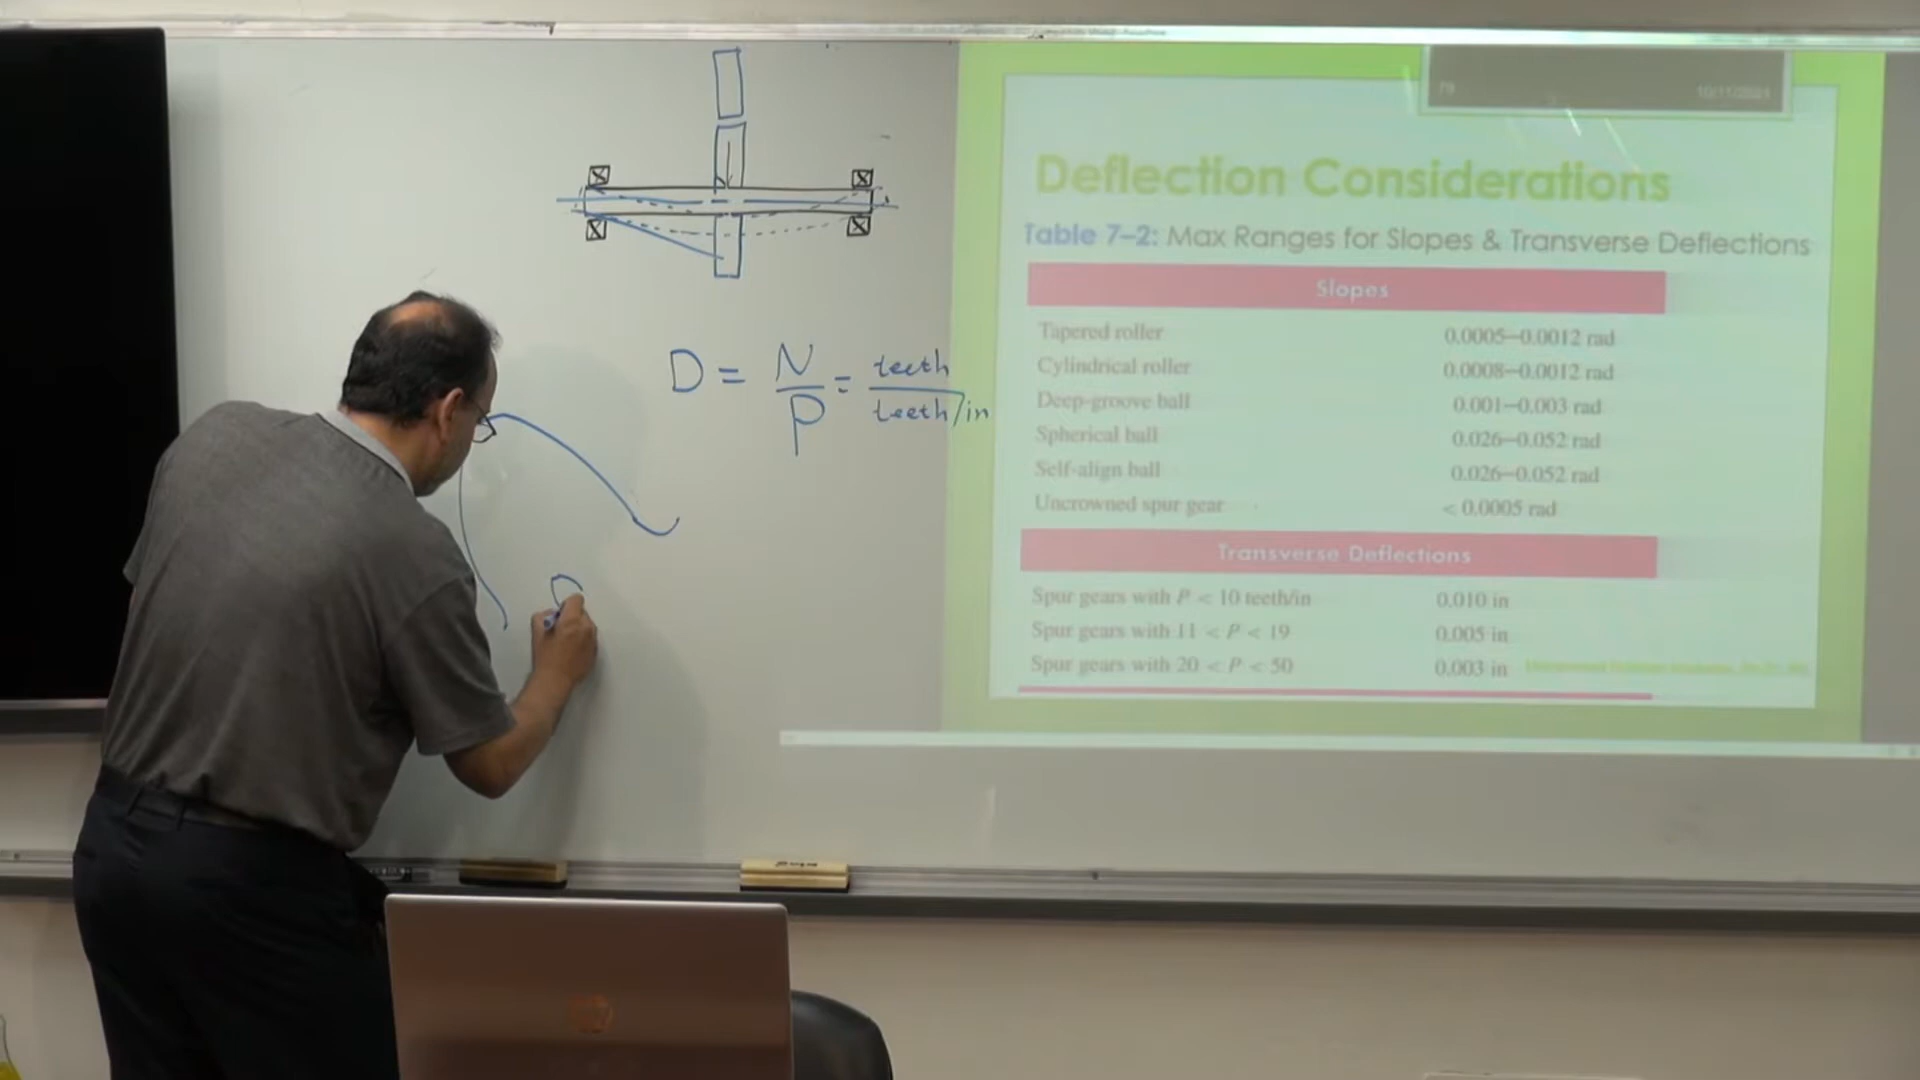 D = N/P = teeth / teeth/in
79
10/11/2021
Deflection Considerations
Table 7–2: Max Ranges for Slopes & Transverse Deflections
Slopes
Tapered roller 0.0005–0.0012 rad
Cylindrical roller 0.0008–0.0012 rad
Deep-groove ball 0.001–0.003 rad
Spherical ball 0.026–0.052 rad
Self-align ball 0.026–0.052 rad
Uncrowned spur gear < 0.0005 rad
Transverse Deflections
Spur gears with P < 10 teeth/in 0.010 in
Spur gears with 11 < P < 19 0.005 in
Spur gears with 20 < P < 50 0.003 in